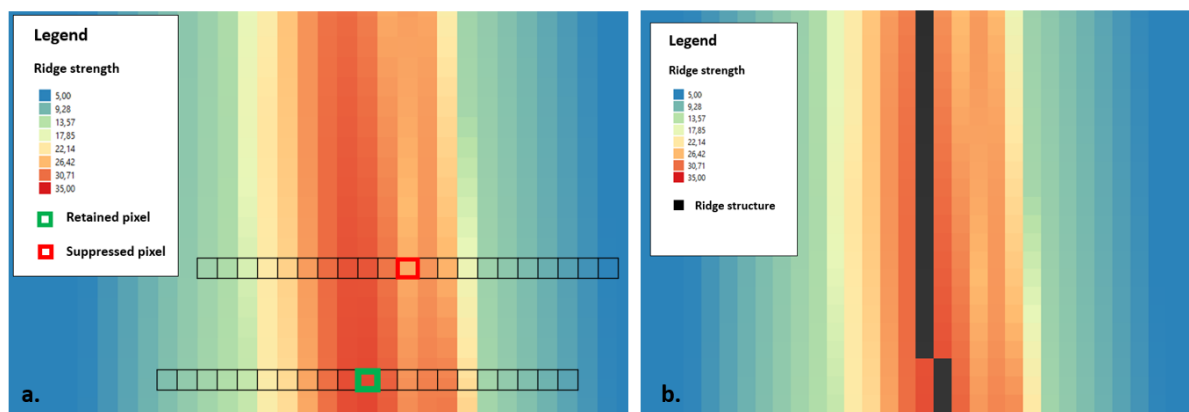 Legend
Ridge strength
5,00
9,28
13,57
17,85
22,14
26,42
30,71
35,00
Retained pixel
Suppressed pixel
a.
Legend
Ridge strength
5,00
9,28
13,57
17,85
22,14
26,42
30,71
35,00
Ridge structure
b.